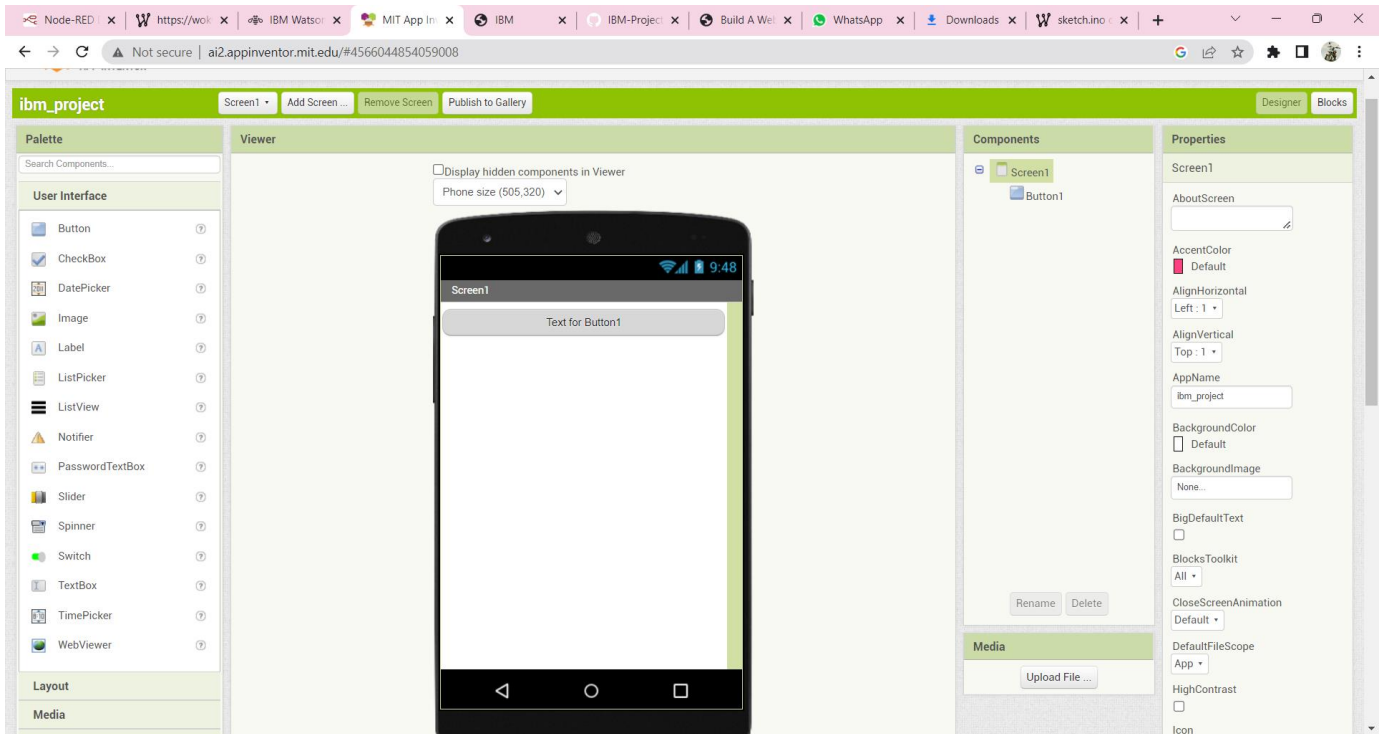 Node-RED
https://wok
IBM Watson
MIT App In
IBM
IBM-Project
Build A Web
WhatsApp
Downloads
sketch.ino
Not secure | ai2.appinventor.mit.edu/#4566044854059008
ibm_project
Screen1
Add Screen ...
Remove Screen
Publish to Gallery
Designer
Blocks
Palette
Search Components...
User Interface
Button
CheckBox
DatePicker
Image
Label
ListPicker
ListView
Notifier
PasswordTextBox
Slider
Spinner
Switch
TextBox
TimePicker
WebViewer
Layout
Media
Viewer
Display hidden components in Viewer
Phone size (505,320)
9:48
Screen1
Text for Button1
Components
Screen1
Button1
Rename
Delete
Media
Upload File ...
Properties
Screen1
AboutScreen
AccentColor
Default
AlignHorizontal
Left : 1
AlignVertical
Top : 1
AppName
ibm_project
BackgroundColor
Default
BackgroundImage
None...
BigDefaultText
BlocksToolkit
All
CloseScreenAnimation
Default
DefaultFileScope
App
HighContrast
Icon